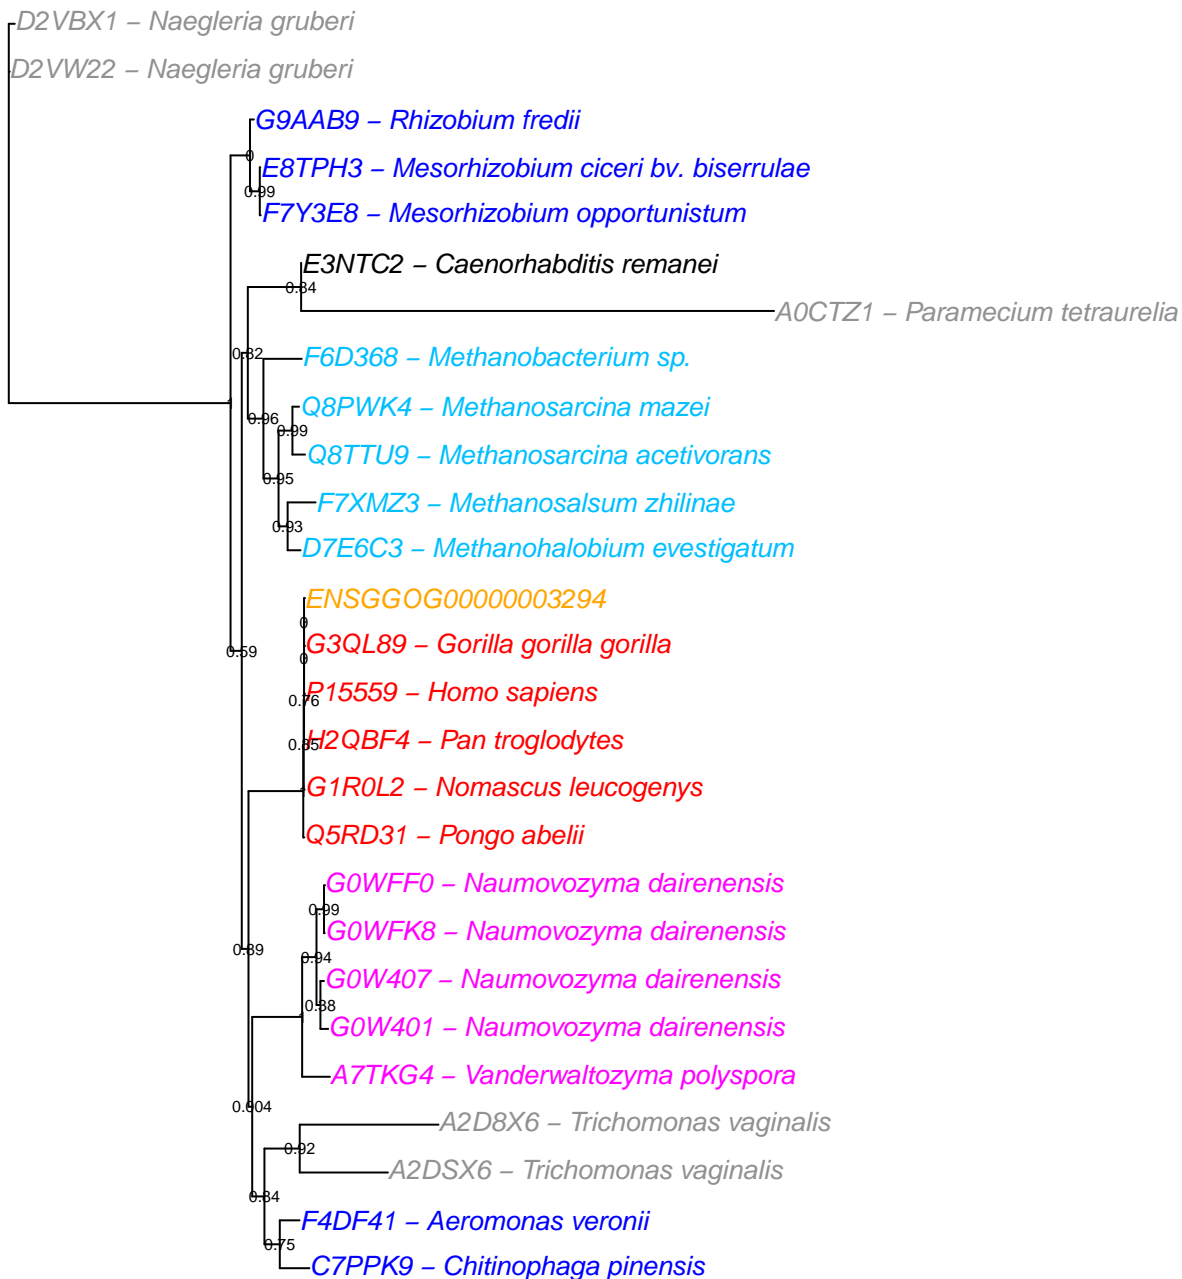 D2VBX1 – Naegleria gruberi
D2VW22 – Naegleria gruberi
G9AAB9 – Rhizobium fredii
0
E8TPH3 – Mesorhizobium ciceri bv. biserrulae
0.99
F7Y3E8 – Mesorhizobium opportunistum
E3NTC2 – Caenorhabditis remanei
0.84
A0CTZ1 – Paramecium tetraurelia
0.82
F6D368 – Methanobacterium sp.
1
Q8PWK4 – Methanosarcina mazei
0.96
0.99
Q8TTU9 – Methanosarcina acetivorans
0.95
F7XMZ3 – Methanosalsum zhilinae
0.93
D7E6C3 – Methanohalobium evestigatum
ENSGGOG00000003294
0
G3QL89 – Gorilla gorilla gorilla
0.59
0
P15559 – Homo sapiens
0.76
H2QBF4 – Pan troglodytes
0.85
G1R0L2 – Nomascus leucogenys
1
Q5RD31 – Pongo abelii
G0WFF0 – Naumovozyma dairenensis
0.99
G0WFK8 – Naumovozyma dairenensis
0.89
0.94
G0W407 – Naumovozyma dairenensis
0.88
1
G0W401 – Naumovozyma dairenensis
A7TKG4 – Vanderwaltozyma polyspora
0.004
A2D8X6 – Trichomonas vaginalis
0.92
A2DSX6 – Trichomonas vaginalis
0.84
F4DF41 – Aeromonas veronii
0.75
C7PPK9 – Chitinophaga pinensis